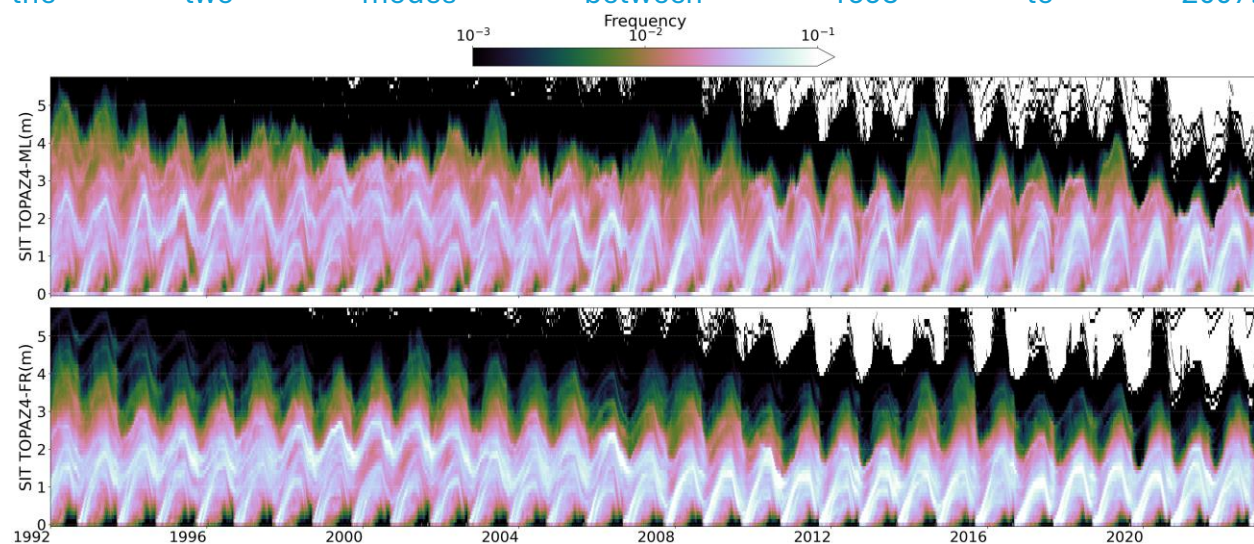 the two modes between to 2007.
Frequency
10⁻³ 10⁻² 10⁻¹
SIT TOPAZ4-ML(m)
5
4
3
2
1
0
SIT TOPAZ4-FR(m)
5
4
3
2
1
0
1992 1996 2000 2004 2008 2012 2016 2020